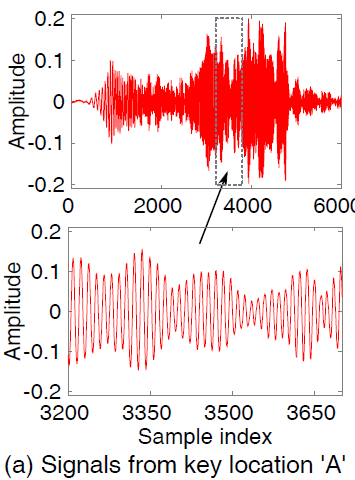 0.2
0.1
0
-0.1
-0.2
Amplitude
0 2000 4000 6000
0.2
0.1
0
-0.1
-0.2
Amplitude
3200 3350 3500 3650
Sample index
(a) Signals from key location 'A'